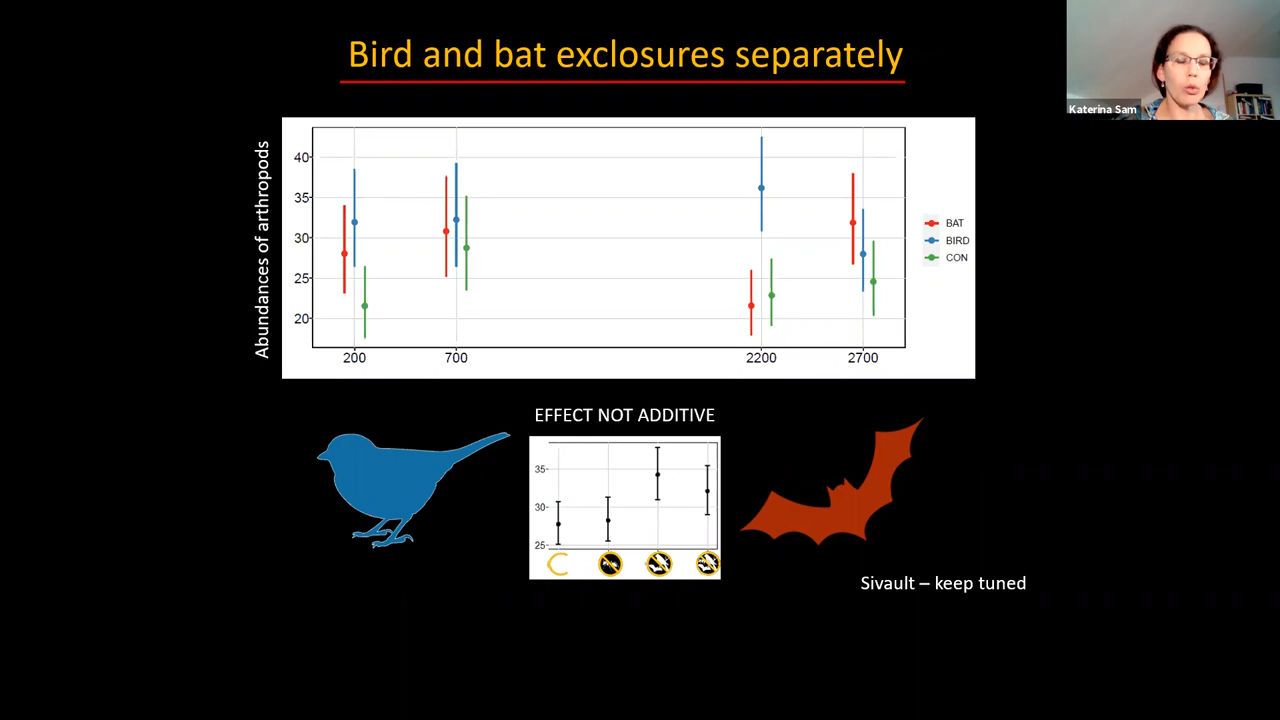 Bird and bat exclosures separately
Katerina Sam
Abundances of arthropods
40
35
30
25
20
200
700
2200
2700
BAT
BIRD
CON
EFFECT NOT ADDITIVE
35
30
25
Sivault – keep tuned